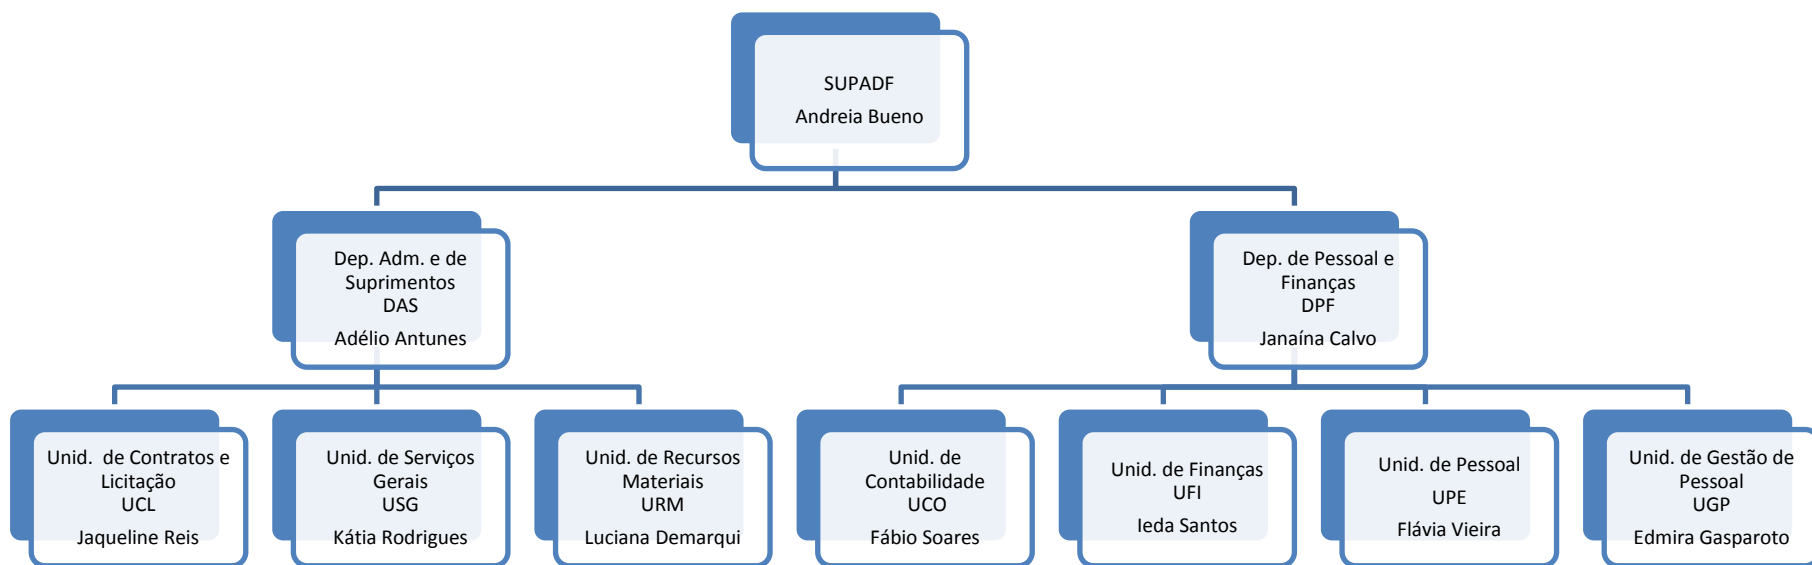 SUPADF
Andreia Bueno
Dep. Adm. e de
Suprimentos
DAS
Adélio Antunes
Dep. de Pessoal e
Finanças
DPF
Janaína Calvo
Unid. de Contratos e
Licitação
UCL
Jaqueline Reis
Unid. de Serviços
Gerais
USG
Kátia Rodrigues
Unid. de Recursos
Materiais
URM
Luciana Demarqui
Unid. de
Contabilidade
UCO
Fábio Soares
Unid. de Finanças
UFI
Ieda Santos
Unid. de Pessoal
UPE
Flávia Vieira
Unid. de Gestão de
Pessoal
UGP
Edmira Gasparoto